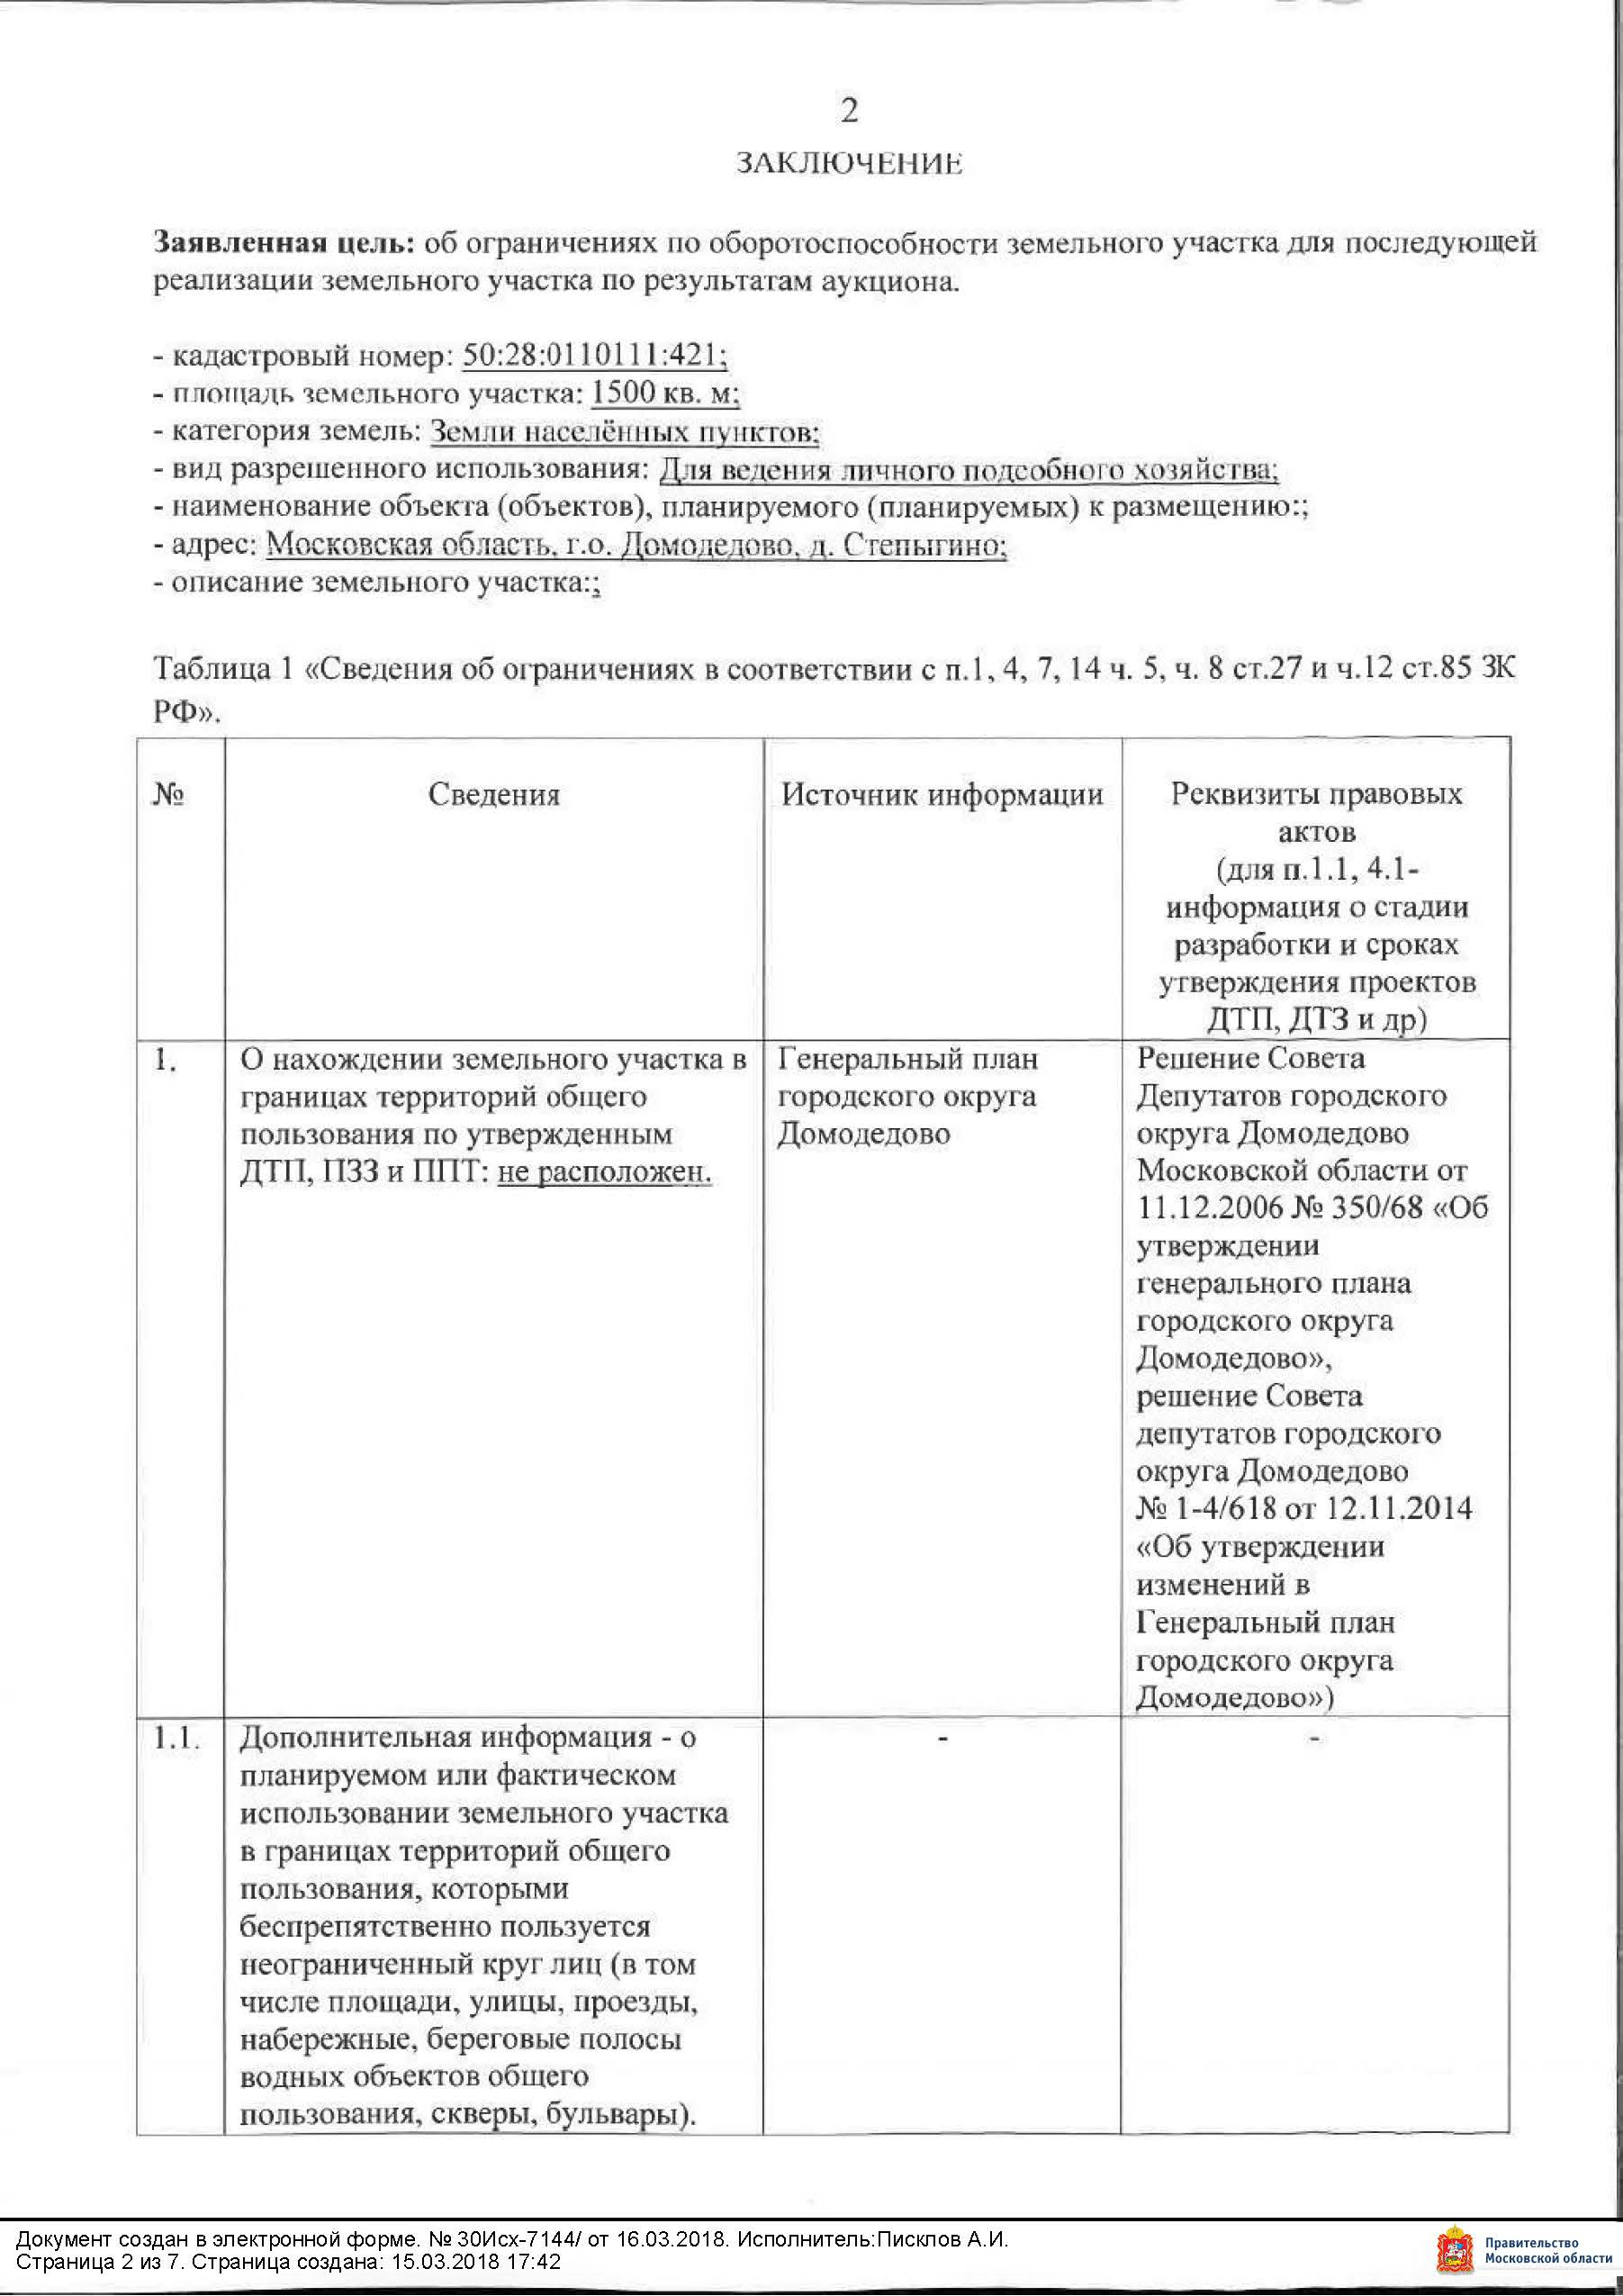 2
ЗАКЛЮЧЕНИЕ
Заявленная цель: об ограничениях по оборотоспособности земельного участка для последующей
реализации земельного участка по результатам аукциона.
- кадастровый номер: 50:28:0110111:421;
- площадь земельного участка: 1500 кв. м;
- категория земель: Земли населённых пунктов;
- вид разрешенного использования: Для ведения личного подсобного хозяйства;
- наименование объекта (объектов), планируемого (планируемых) к размещению:;
- адрес: Московская область, г.о. Домодедово, д. Степыгино;
- описание земельного участка:;
Таблица 1 «Сведения об ограничениях в соответствии с п.1, 4, 7, 14 ч. 5, ч. 8 ст.27 и ч.12 ст.85 ЗК
РФ».
№
Сведения
Источник информации
Реквизиты правовых
актов
(для п.1.1, 4.1-
информация о стадии
разработки и сроках
утверждения проектов
ДТП, ДТЗ и др)
1.
О нахождении земельного участка в
границах территорий общего
пользования по утвержденным
ДТП, ПЗЗ и ППТ: не расположен.
Генеральный план
городского округа
Домодедово
Решение Совета
Депутатов городского
округа Домодедово
Московской области от
11.12.2006 № 350/68 «Об
утверждении
генерального плана
городского округа
Домодедово»,
решение Совета
депутатов городского
округа Домодедово
№ 1-4/618 от 12.11.2014
«Об утверждении
изменений в
Генеральный план
городского округа
Домодедово»)
1.1.
Дополнительная информация - о
планируемом или фактическом
использовании земельного участка
в границах территорий общего
пользования, которыми
беспрепятственно пользуется
неограниченный круг лиц (в том
числе площади, улицы, проезды,
набережные, береговые полосы
водных объектов общего
пользования, скверы, бульвары).
-
-
Документ создан в электронной форме. № 30Исх-7144/ от 16.03.2018. Исполнитель:Писклов А.И.
Страница 2 из 7. Страница создана: 15.03.2018 17:42
Правительство
Московской области